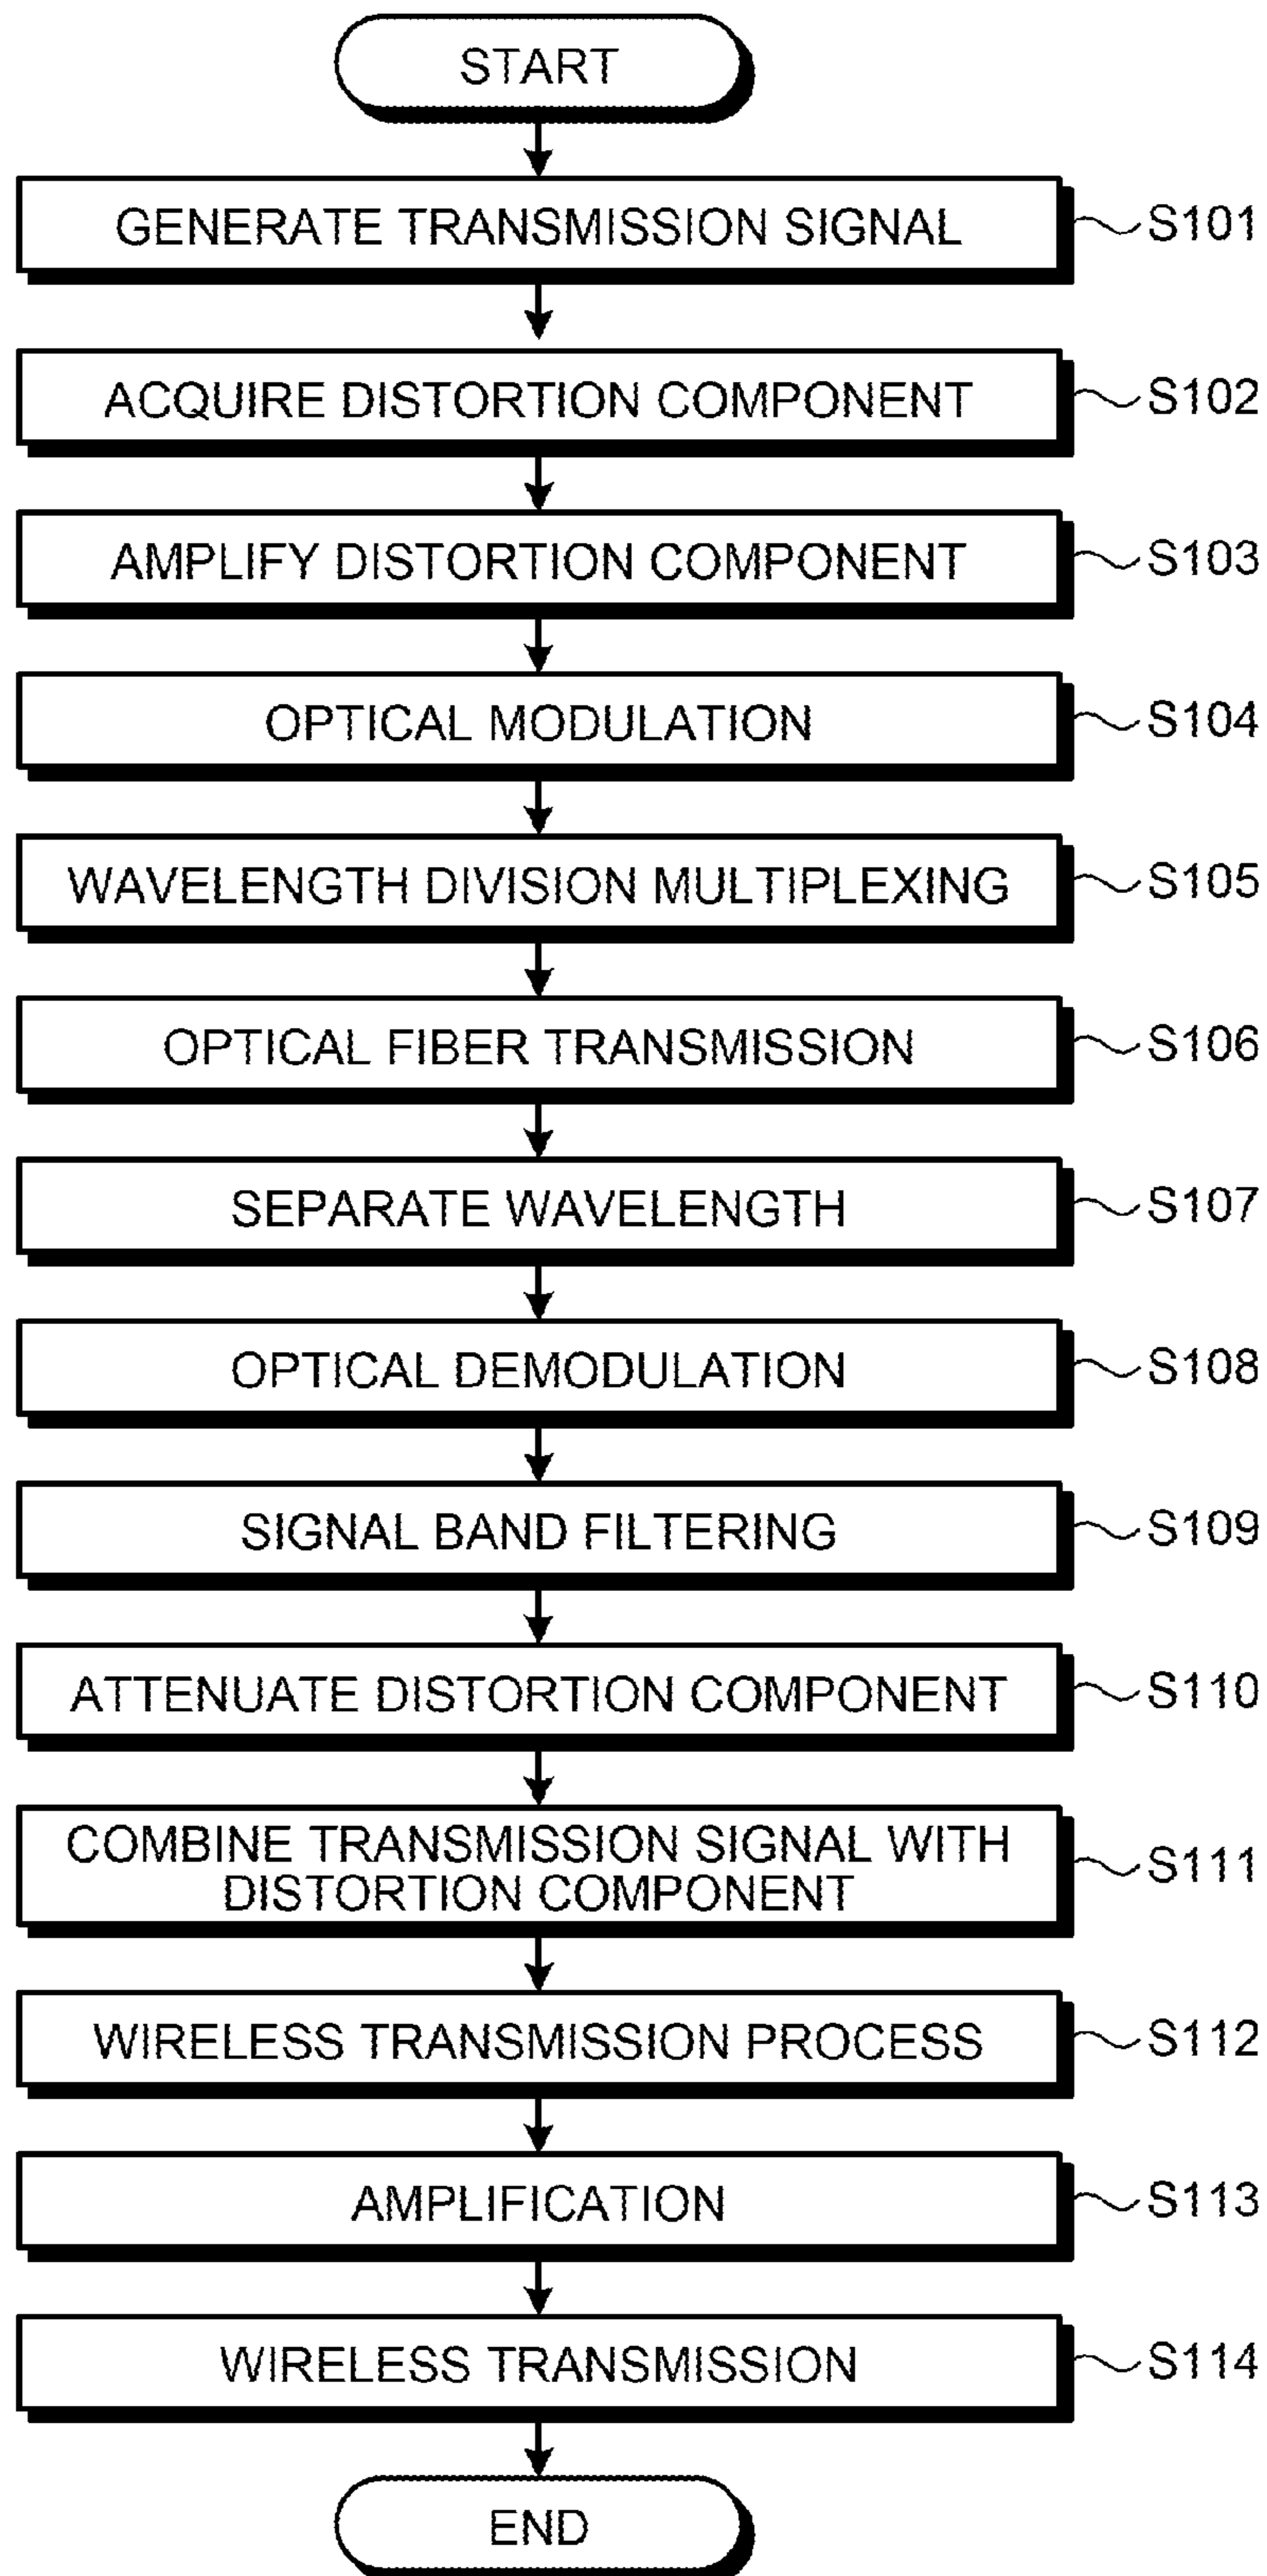 START
GENERATE TRANSMISSION SIGNAL
S101
ACQUIRE DISTORTION COMPONENT
S102
AMPLIFY DISTORTION COMPONENT
S103
OPTICAL MODULATION
S104
WAVELENGTH DIVISION MULTIPLEXING
S105
OPTICAL FIBER TRANSMISSION
S106
SEPARATE WAVELENGTH
S107
OPTICAL DEMODULATION
S108
SIGNAL BAND FILTERING
S109
ATTENUATE DISTORTION COMPONENT
S110
COMBINE TRANSMISSION SIGNAL WITH
DISTORTION COMPONENT
S111
WIRELESS TRANSMISSION PROCESS
S112
AMPLIFICATION
S113
WIRELESS TRANSMISSION
S114
END